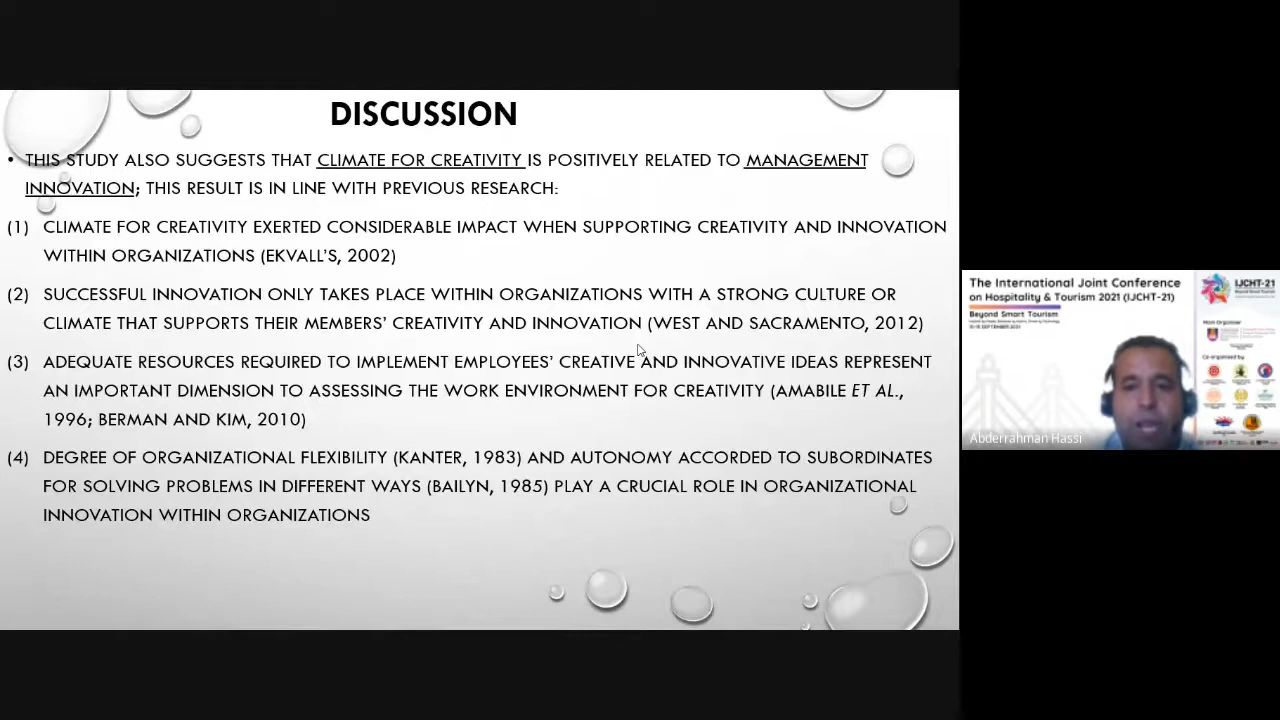 DISCUSSION
• THIS STUDY ALSO SUGGESTS THAT CLIMATE FOR CREATIVITY IS POSITIVELY RELATED TO MANAGEMENT
INNOVATION; THIS RESULT IS IN LINE WITH PREVIOUS RESEARCH:
(1) CLIMATE FOR CREATIVITY EXERTED CONSIDERABLE IMPACT WHEN SUPPORTING CREATIVITY AND INNOVATION
WITHIN ORGANIZATIONS (EKVALL'S, 2002)
(2) SUCCESSFUL INNOVATION ONLY TAKES PLACE WITHIN ORGANIZATIONS WITH A STRONG CULTURE OR
CLIMATE THAT SUPPORTS THEIR MEMBERS' CREATIVITY AND INNOVATION (WEST AND SACRAMENTO, 2012)
(3) ADEQUATE RESOURCES REQUIRED TO IMPLEMENT EMPLOYEES' CREATIVE AND INNOVATIVE IDEAS REPRESENT
AN IMPORTANT DIMENSION TO ASSESSING THE WORK ENVIRONMENT FOR CREATIVITY (AMABILE ET AL.,
1996; BERMAN AND KIM, 2010)
(4) DEGREE OF ORGANIZATIONAL FLEXIBILITY (KANTER, 1983) AND AUTONOMY ACCORDED TO SUBORDINATES
FOR SOLVING PROBLEMS IN DIFFERENT WAYS (BAILYN, 1985) PLAY A CRUCIAL ROLE IN ORGANIZATIONAL
INNOVATION WITHIN ORGANIZATIONS
The International Joint Conference
on Hospitality & Tourism 2021 (IJCHT-21)
Beyond Smart Tourism
IJCHT-21
Main Organiser
Co-organised by
Abderrahman Hassi